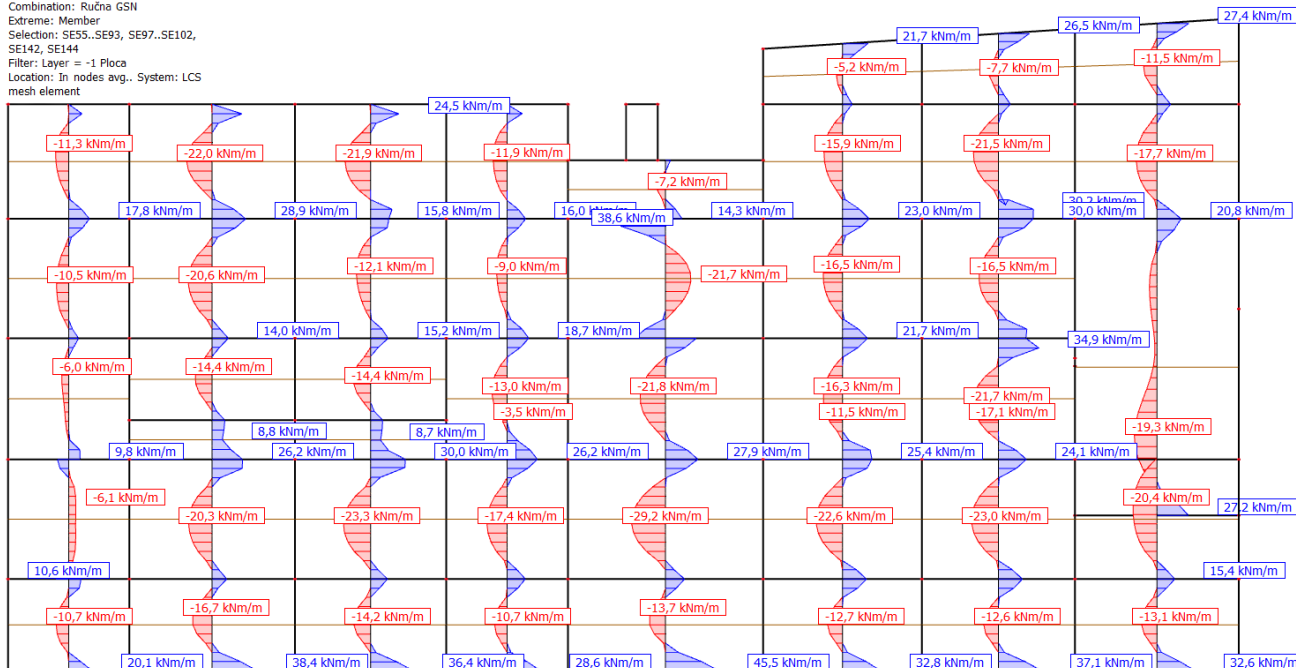 Combination: Ručna GSN
Extreme: Member
Selection: SE55..SE93, SE97..SE102,
SE142, SE144
Filter: Layer = -1 Ploca
Location: In nodes avg.. System: LCS
mesh element
27,4 kNm/m
26,5 kNm/m
21,7 kNm/m
-11,5 kNm/m
-5,2 kNm/m
-7,7 kNm/m
24,5 kNm/m
-11,3 kNm/m
-22,0 kNm/m
-21,9 kNm/m
-11,9 kNm/m
-15,9 kNm/m
-21,5 kNm/m
-17,7 kNm/m
-7,2 kNm/m
30,2 kNm/m
17,8 kNm/m
28,9 kNm/m
15,8 kNm/m
16,0 kNm/m
38,6 kNm/m
14,3 kNm/m
23,0 kNm/m
30,0 kNm/m
20,8 kNm/m
-10,5 kNm/m
-20,6 kNm/m
-12,1 kNm/m
-9,0 kNm/m
-21,7 kNm/m
-16,5 kNm/m
-16,5 kNm/m
14,0 kNm/m
15,2 kNm/m
18,7 kNm/m
21,7 kNm/m
34,9 kNm/m
-6,0 kNm/m
-14,4 kNm/m
-14,4 kNm/m
-13,0 kNm/m
-21,8 kNm/m
-16,3 kNm/m
-21,7 kNm/m
-3,5 kNm/m
-11,5 kNm/m
-17,1 kNm/m
8,8 kNm/m
8,7 kNm/m
-19,3 kNm/m
9,8 kNm/m
26,2 kNm/m
30,0 kNm/m
26,2 kNm/m
27,9 kNm/m
25,4 kNm/m
24,1 kNm/m
-6,1 kNm/m
-20,4 kNm/m
27,2 kNm/m
-20,3 kNm/m
-23,3 kNm/m
-17,4 kNm/m
-29,2 kNm/m
-22,6 kNm/m
-23,0 kNm/m
10,6 kNm/m
15,4 kNm/m
-10,7 kNm/m
-16,7 kNm/m
-14,2 kNm/m
-10,7 kNm/m
-13,7 kNm/m
-12,7 kNm/m
-12,6 kNm/m
-13,1 kNm/m
20,1 kNm/m
38,4 kNm/m
36,4 kNm/m
28,6 kNm/m
45,5 kNm/m
32,8 kNm/m
37,1 kNm/m
32,6 kNm/m